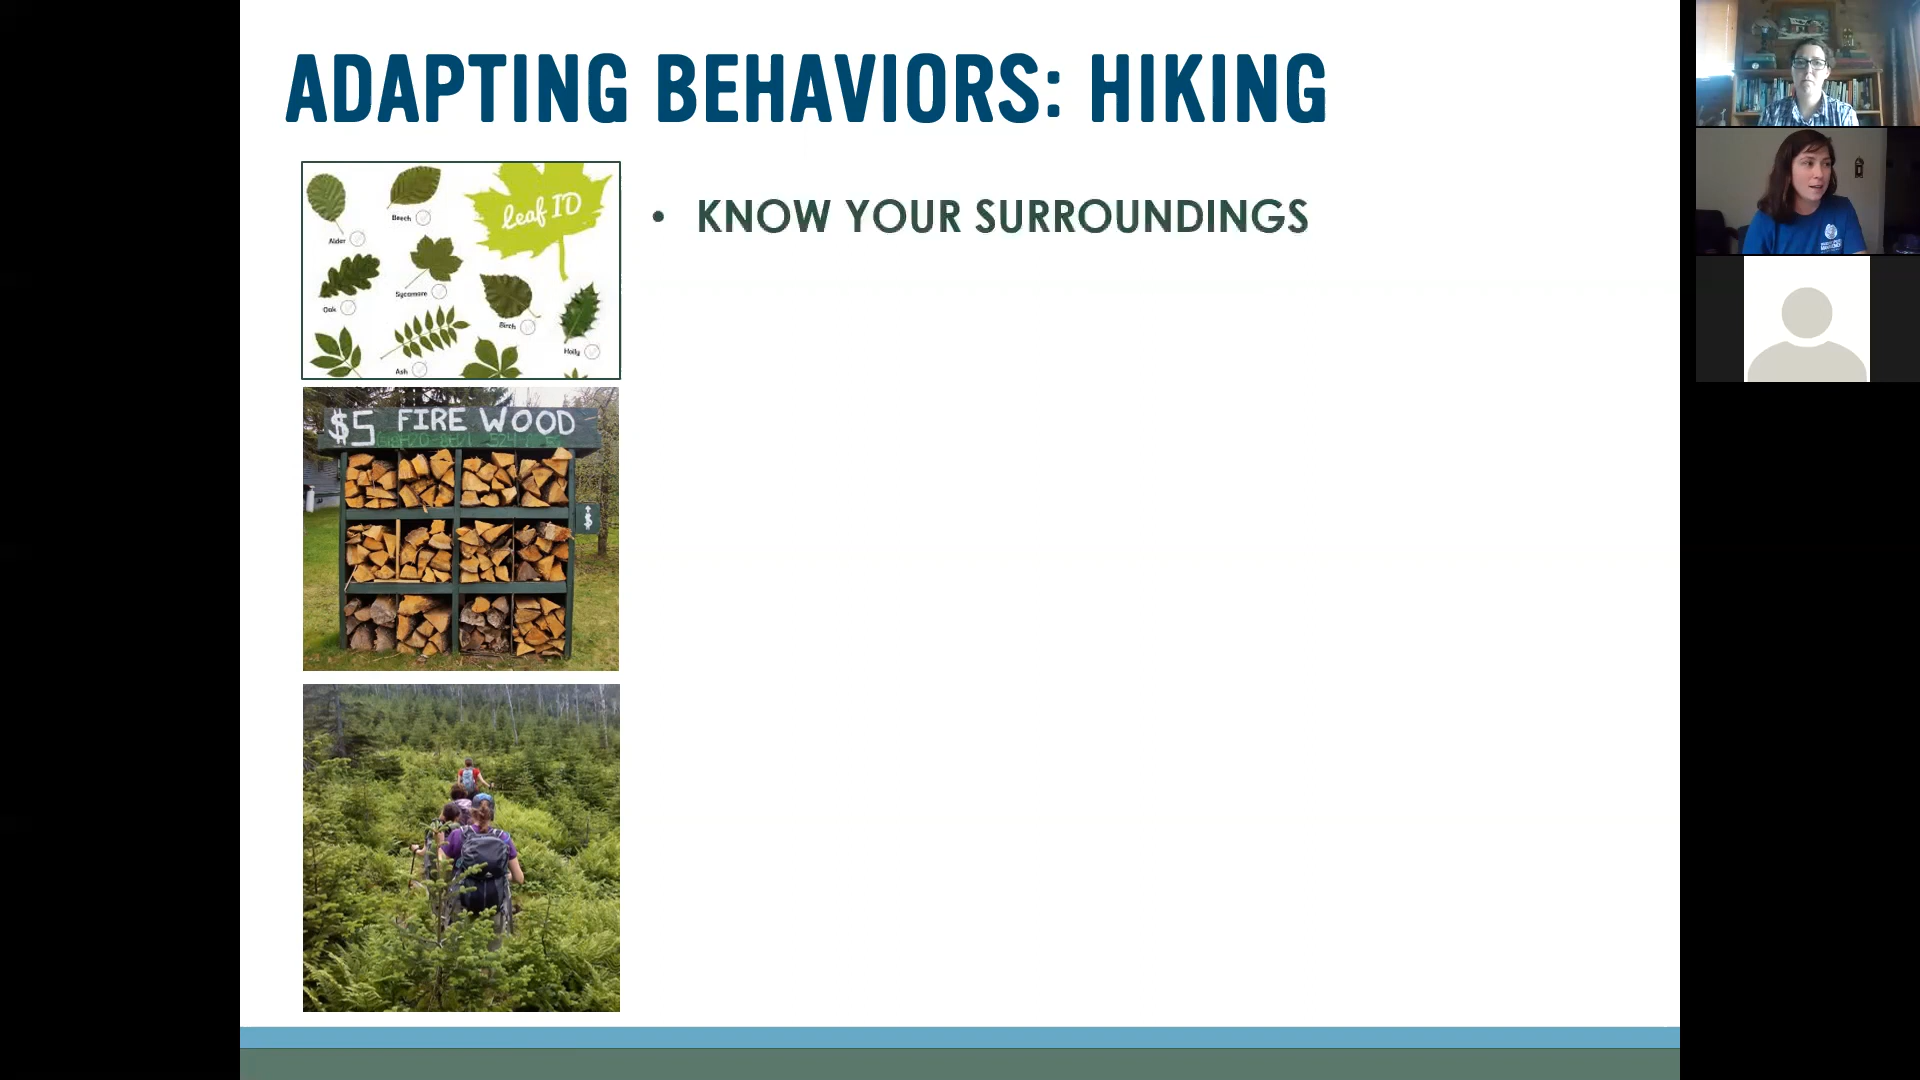 ADAPTING BEHAVIORS: HIKING
leaf ID
Beech
Alder
Sycamore
Oak
Birch
Holly
Ash
• KNOW YOUR SURROUNDINGS
$5 FIRE WOOD
$